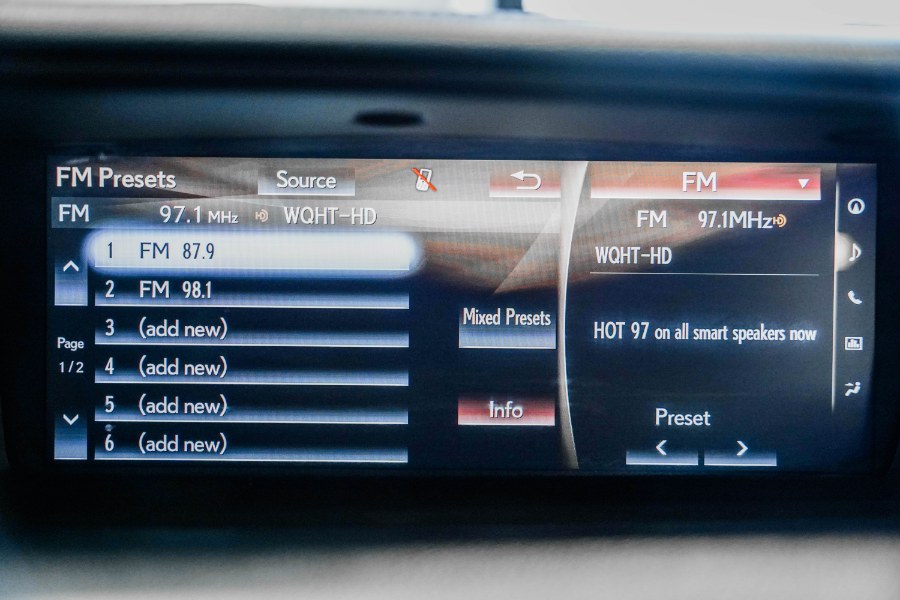 FM Presets
Source
FM 97.1 MHz WQHT-HD
1 FM 87.9
2 FM 98.1
3 (add new)
4 (add new)
5 (add new)
6 (add new)
Page
1/2
Mixed Presets
Info
FM
FM 97.1MHz
WQHT-HD
HOT 97 on all smart speakers now
Preset